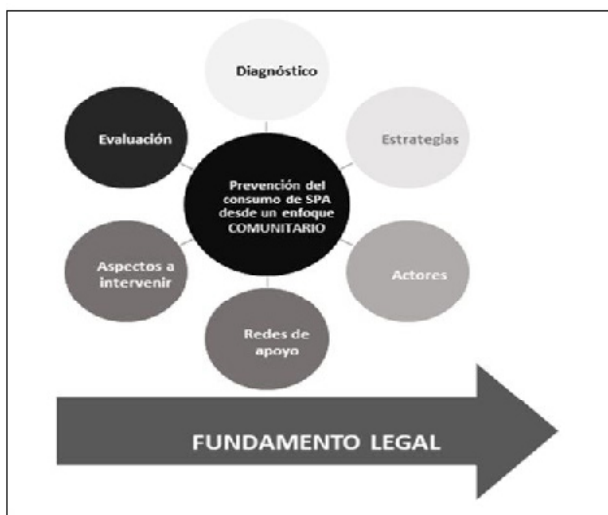 Diagnóstico
Evaluación
Estrategias
Prevención del
consumo de SPA
desde un enfoque
COMUNITARIO
Aspectos a
intervenir
Actores
Redes de
apoyo
FUNDAMENTO LEGAL